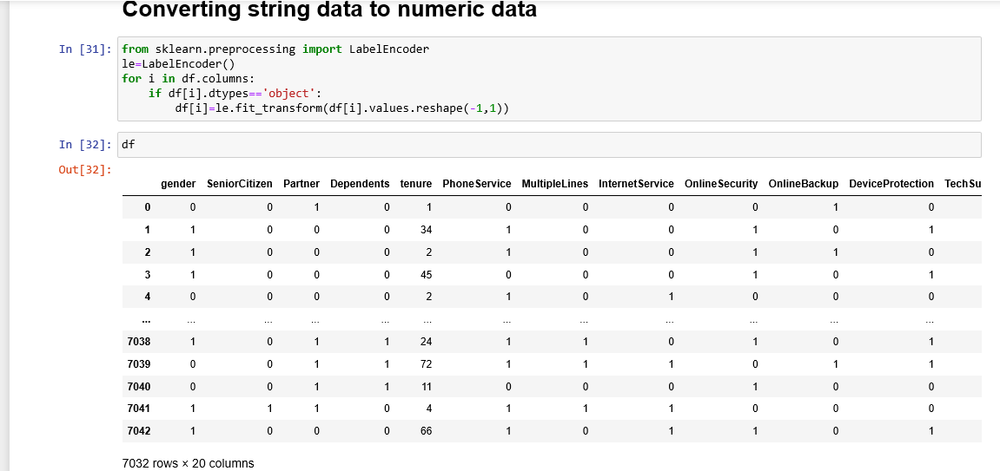 Converting string data to numeric data
In [31]: from sklearn.preprocessing import LabelEncoder
le=LabelEncoder()
for i in df.columns:
    if df[i].dtypes=='object':
        df[i]=le.fit_transform(df[i].values.reshape(-1,1))
In [32]: df
Out[32]:
gender SeniorCitizen Partner Dependents tenure PhoneService MultipleLines InternetService OnlineSecurity OnlineBackup DeviceProtection TechSu
0 0 0 1 0 1 0 0 0 0 1 0
1 1 0 0 0 34 1 0 0 1 0 1
2 1 0 0 0 2 1 0 0 1 1 0
3 1 0 0 0 45 0 0 0 1 0 1
4 0 0 0 0 2 1 0 1 0 0 0
... ... ... ... ... ... ... ... ... ... ... ...
7038 1 0 1 1 24 1 1 0 1 0 1
7039 0 0 1 1 72 1 1 1 0 1 1
7040 0 0 1 1 11 0 0 0 1 0 0
7041 1 1 1 0 4 1 1 1 0 0 0
7042 1 0 0 0 66 1 0 1 1 0 1
7032 rows × 20 columns